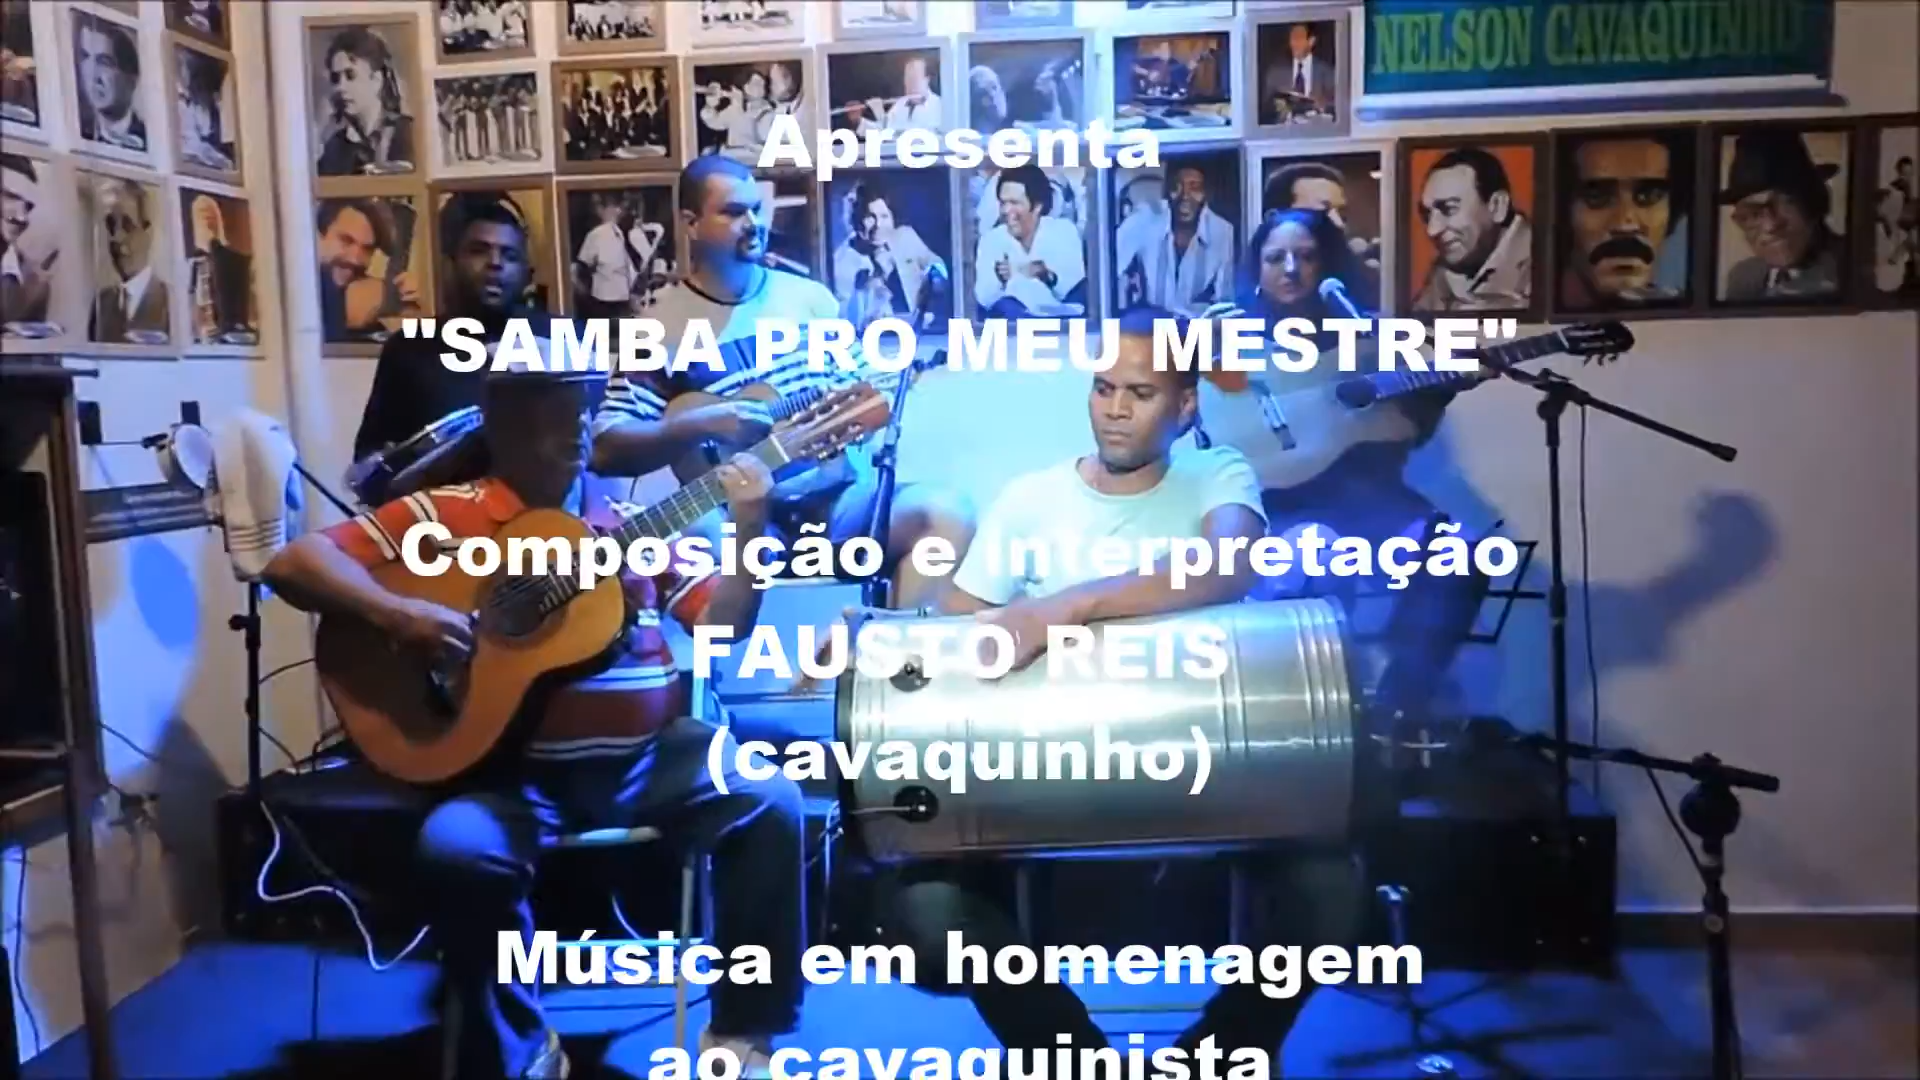 NELSON CAVAQUINHO
Apresenta
"SAMBA PRO MEU MESTRE"
Composição e interpretação
FAUSTO REIS
(cavaquinho)
Música em homenagem
ao cavaquinista